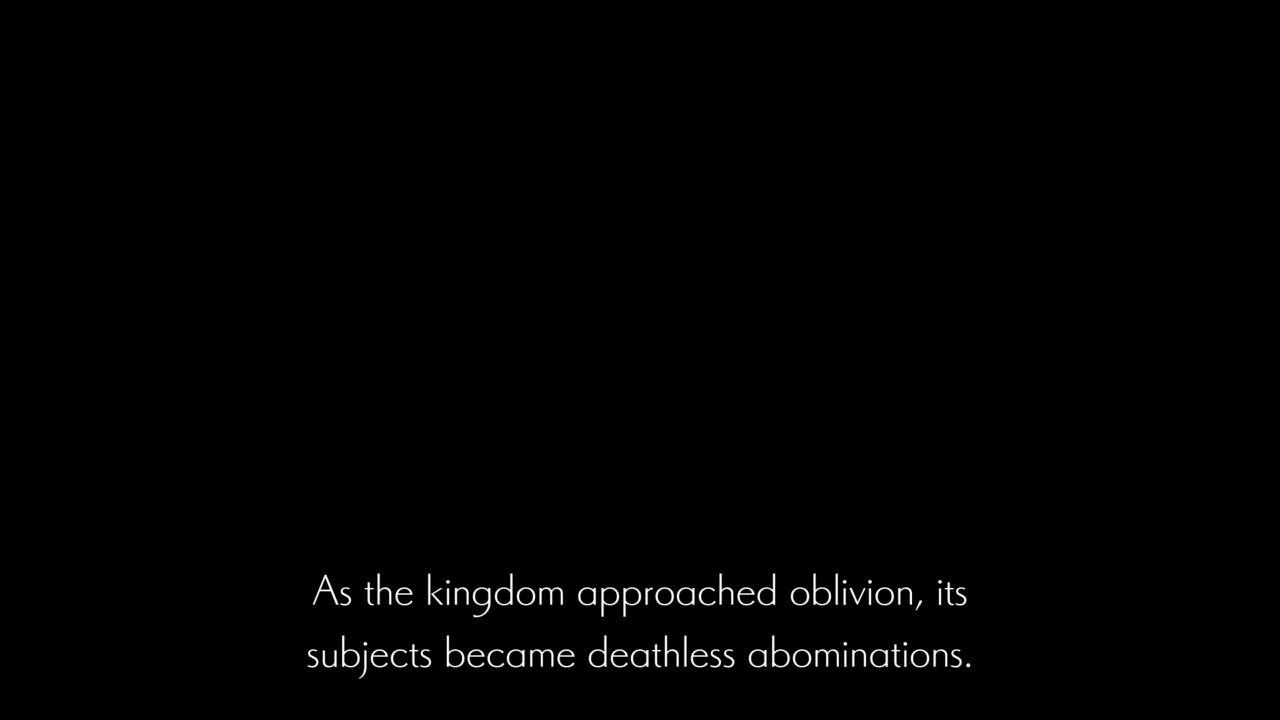 As the kingdom approached oblivion, its
subjects became deathless abominations.